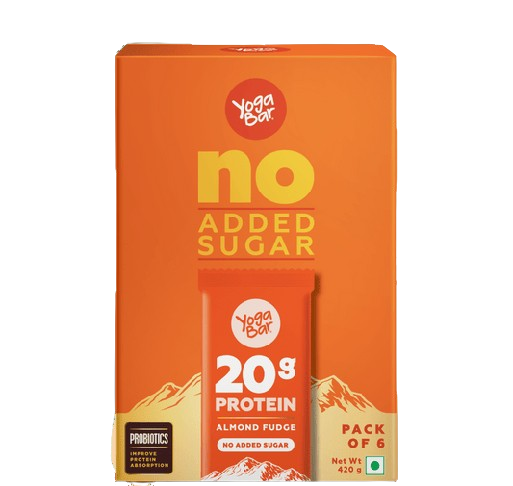 Yoga
Bar
no
ADDED
SUGAR
Yoga
Bar
20g
PROTEIN
ALMOND FUDGE
NO ADDED SUGAR
PROBIOTICS
IMPROVE
PROTEIN
ABSORPTION
PACK
OF 6
Net Wt
420 g